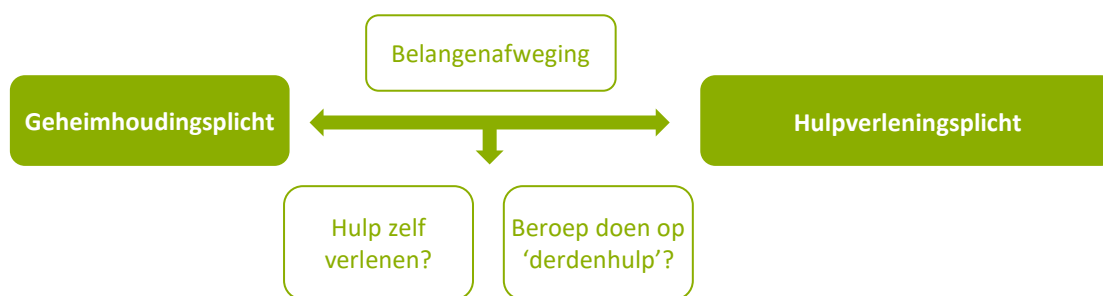 Belangenafweging
Geheimhoudingsplicht
Hulpverleningsplicht
Hulp zelf
verlenen?
Beroep doen op
‘derdenhulp’?